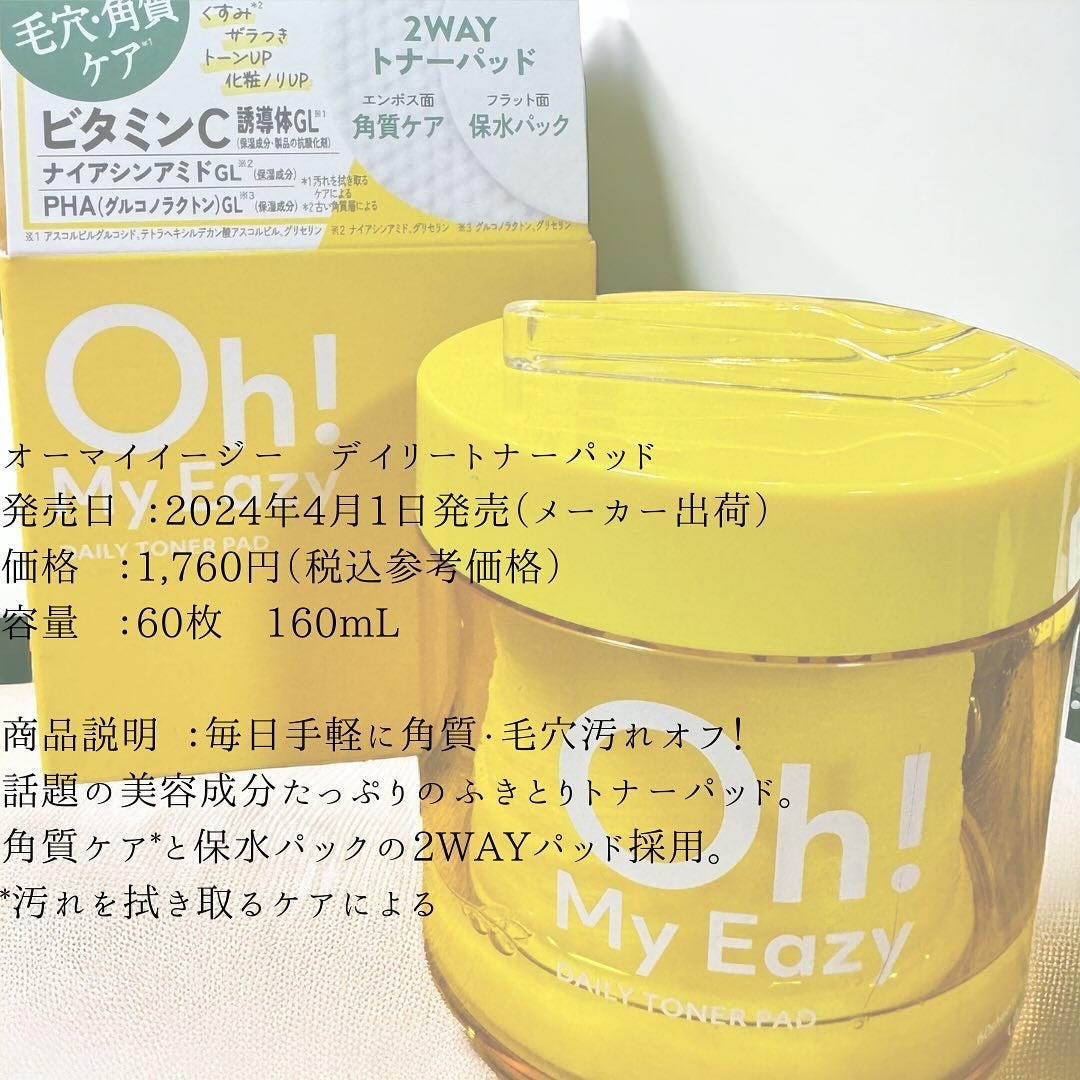 毛穴・角質
ケア※1
くすみ※2
ザラつき
トーンUP
化粧ノリUP
2WAY
トナーパッド
エンボス面 フラット面
角質ケア 保水パック
ビタミンC 誘導体GL※1
(保湿成分・製品の抗酸化剤)
ナイアシンアミドGL※2 (保湿成分)
PHA(グルコノラクトン)GL※3 (保湿成分)
*1 汚れを拭き取る
ケアによる
*2 古い角質層による
※1 アスコルビルグルコシド、テトラヘキシルデカン酸アスコルビル、グリセリン ※2 ナイアシンアミド、グリセリン ※3 グルコノラクトン、グリセリン
Oh!
My Eazy
DAILY TONER PAD
オーマイイージー　デイリートナーパッド
発売日　:2024年4月1日発売(メーカー出荷)
価格　:1,760円(税込参考価格)
容量　:60枚　160mL
商品説明　:毎日手軽に角質・毛穴汚れオフ!
話題の美容成分たっぷりのふきとりトナーパッド。
角質ケア*と保水パックの2WAYパッド採用。
*汚れを拭き取るケアによる
Oh!
My Eazy
DAILY TONER PAD